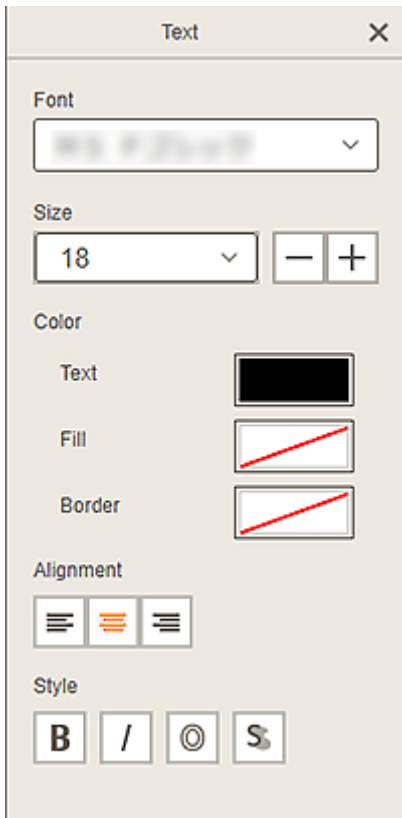 Text
Font
Size
18
Color
Text
Fill
Border
Alignment
Style
B I O S